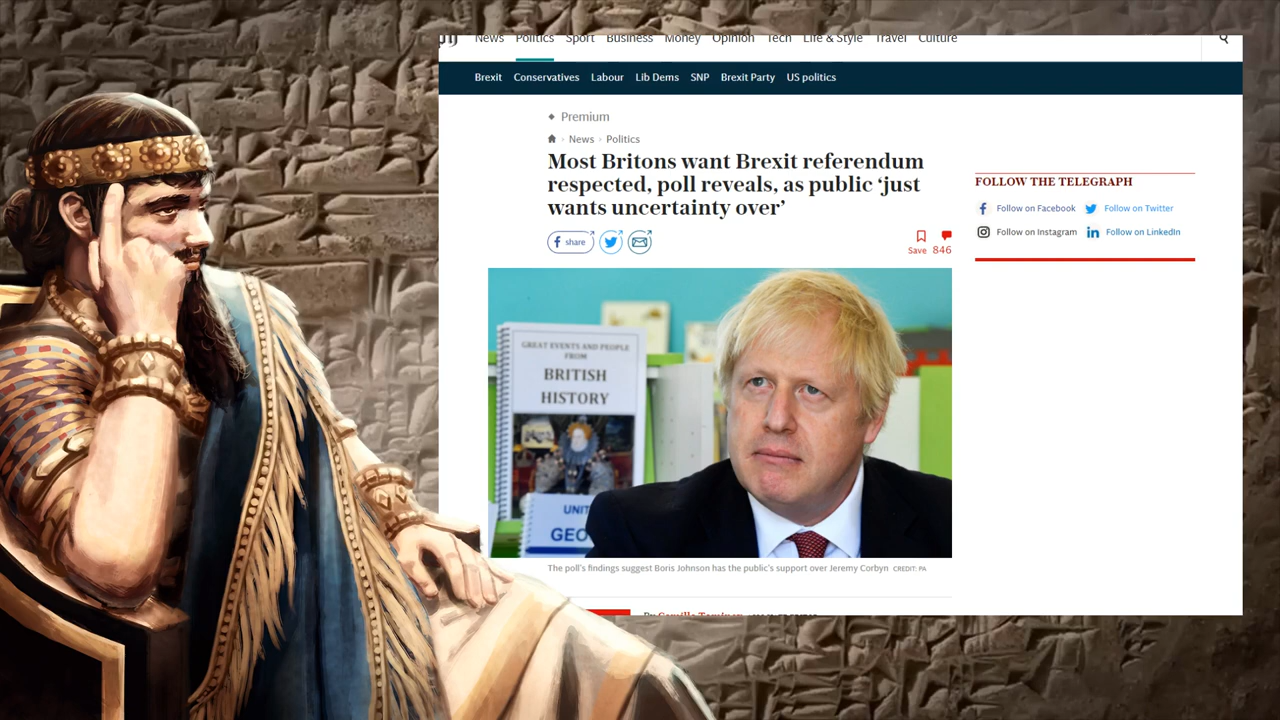 News Politics Sport Business Money Opinion Tech Life & Style Travel Culture
Brexit Conservatives Labour Lib Dems SNP Brexit Party US politics
Premium
News › Politics
Most Britons want Brexit referendum
respected, poll reveals, as public ‘just
wants uncertainty over’
share
Save 846
GREAT EVENTS AND PEOPLE
FROM
BRITISH
HISTORY
UNIT
GEO
The poll's findings suggest Boris Johnson has the public's support over Jeremy Corbyn CREDIT: PA
By
FOLLOW THE TELEGRAPH
Follow on Facebook Follow on Twitter
Follow on Instagram Follow on LinkedIn